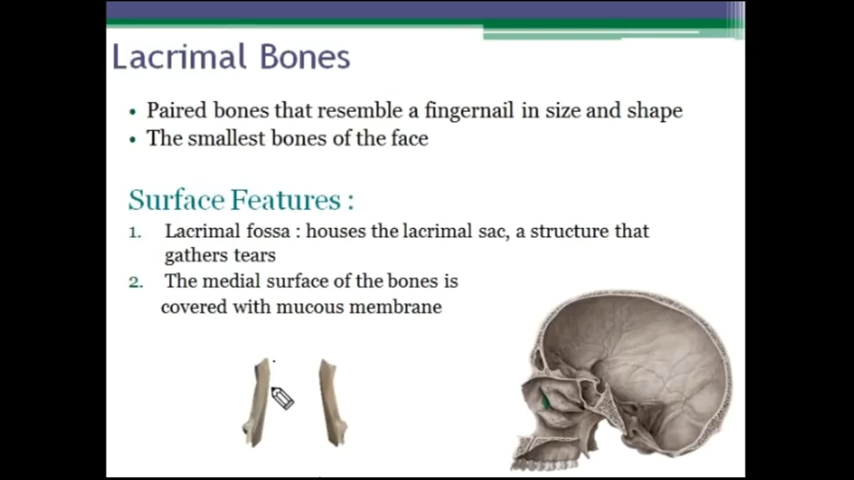 Lacrimal Bones
• Paired bones that resemble a fingernail in size and shape
• The smallest bones of the face
Surface Features :
1. Lacrimal fossa : houses the lacrimal sac, a structure that
gathers tears
2. The medial surface of the bones is
covered with mucous membrane